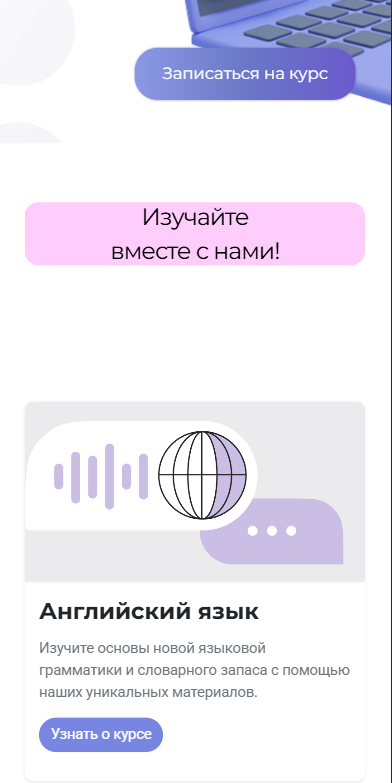 Записаться на курс
Изучайте
вместе с нами!
Английский язык
Изучите основы новой языковой
грамматики и словарного запаса с помощью
наших уникальных материалов.
Узнать о курсе